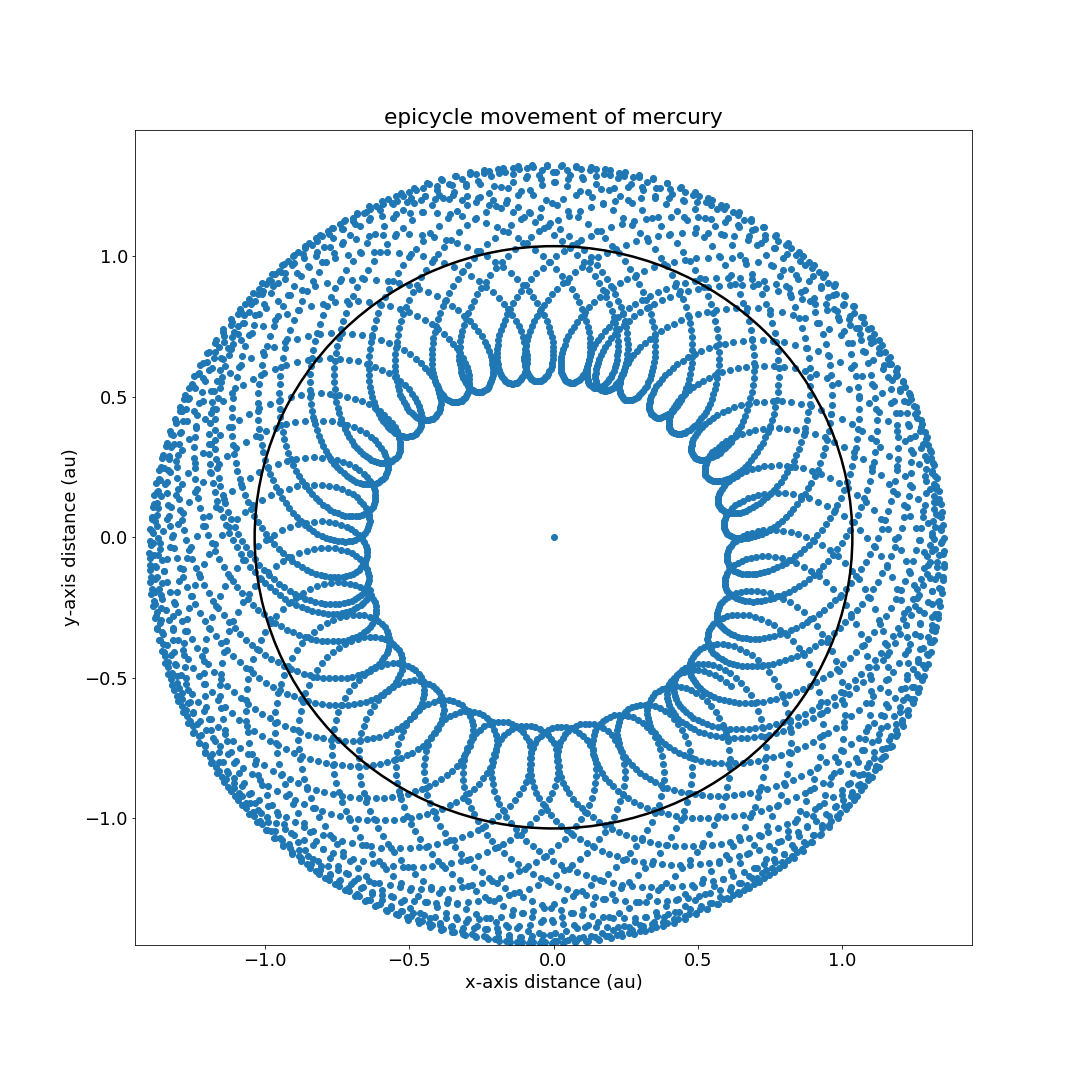 epicycle movement of mercury
1.0
0.5
0.0
−0.5
−1.0
y-axis distance (au)
−1.0 −0.5 0.0 0.5 1.0
x-axis distance (au)